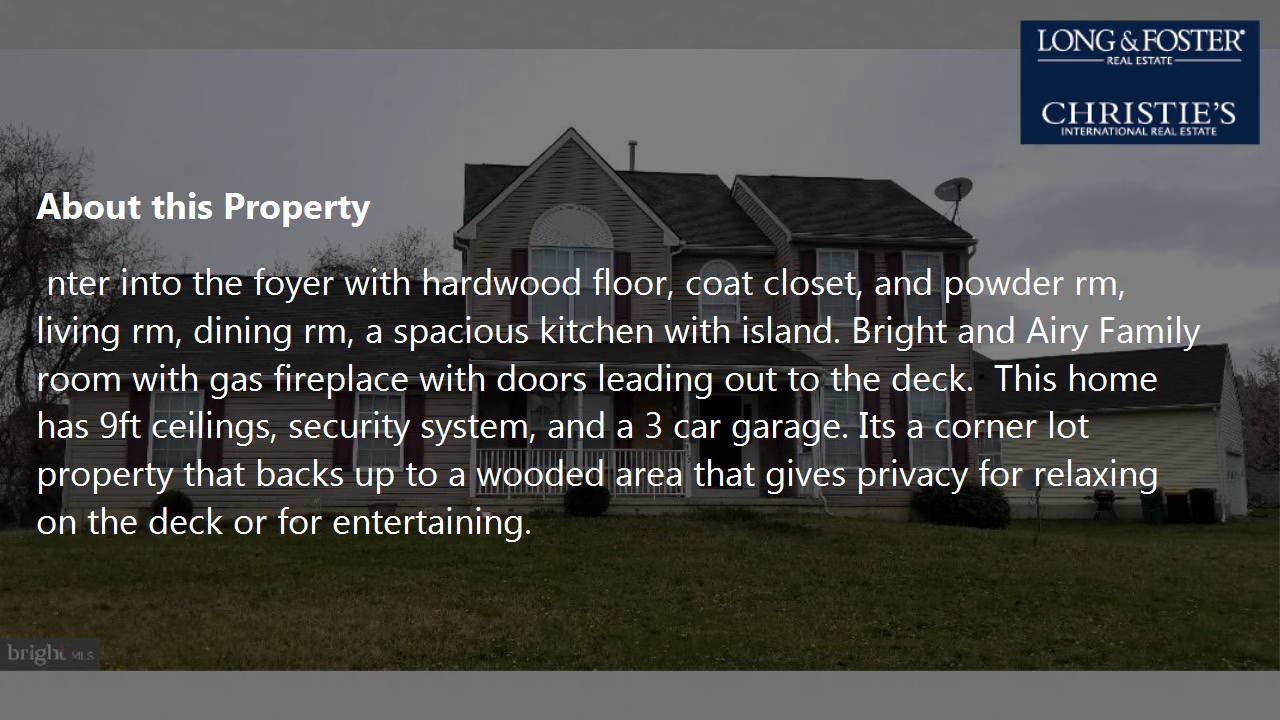 LONG & FOSTER®
REAL ESTATE
CHRISTIE'S
INTERNATIONAL REAL ESTATE
About this Property
nter into the foyer with hardwood floor, coat closet, and powder rm,
living rm, dining rm, a spacious kitchen with island. Bright and Airy Family
room with gas fireplace with doors leading out to the deck.  This home
has 9ft ceilings, security system, and a 3 car garage. Its a corner lot
property that backs up to a wooded area that gives privacy for relaxing
on the deck or for entertaining.
bright MLS